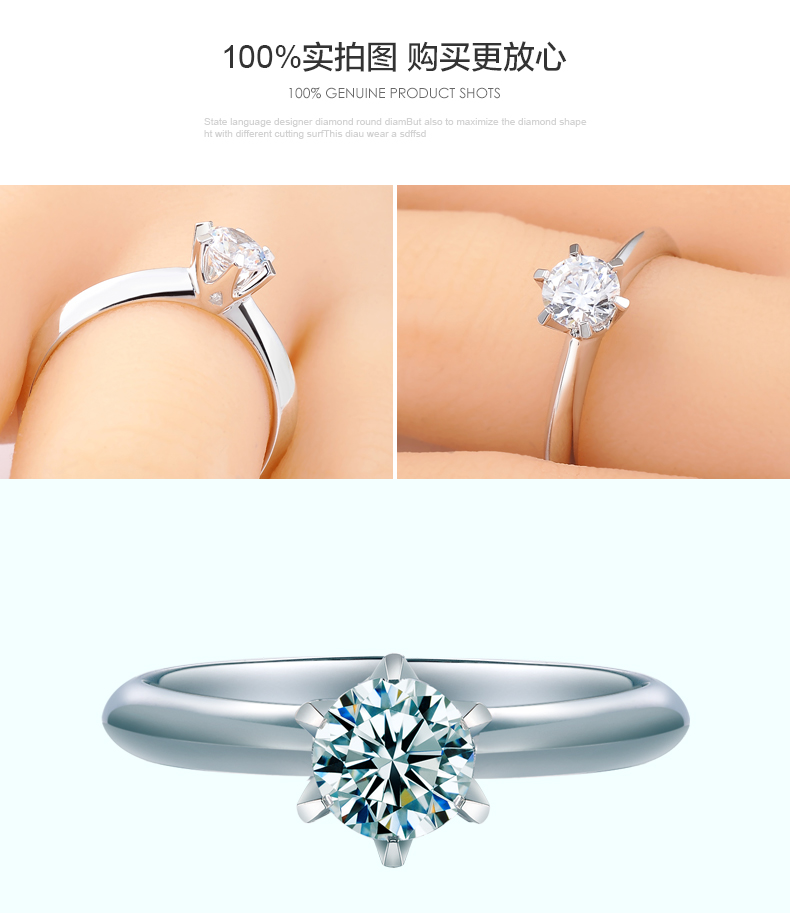 100%实拍图 购买更放心
100% GENUINE PRODUCT SHOTS
State language designer diamond round diamBut also to maximize the diamond shape
ht with different cutting surfThis diau wear a sdffsd